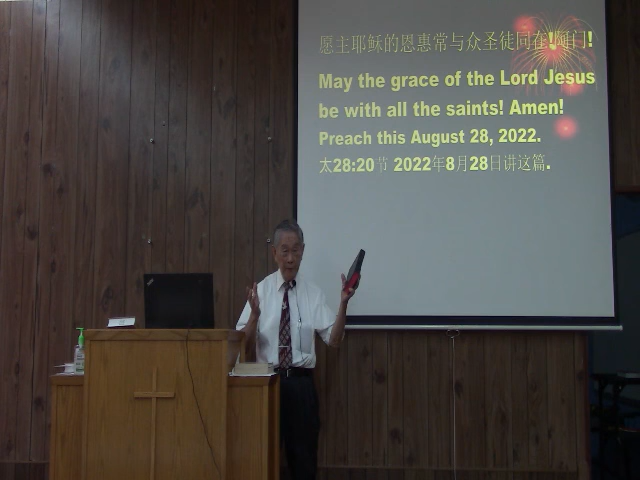 愿主耶稣的恩惠常与众圣徒同在!阿门!
May the grace of the Lord Jesus
be with all the saints! Amen!
Preach this August 28, 2022.
太28:20节 2022年8月28日讲这篇.